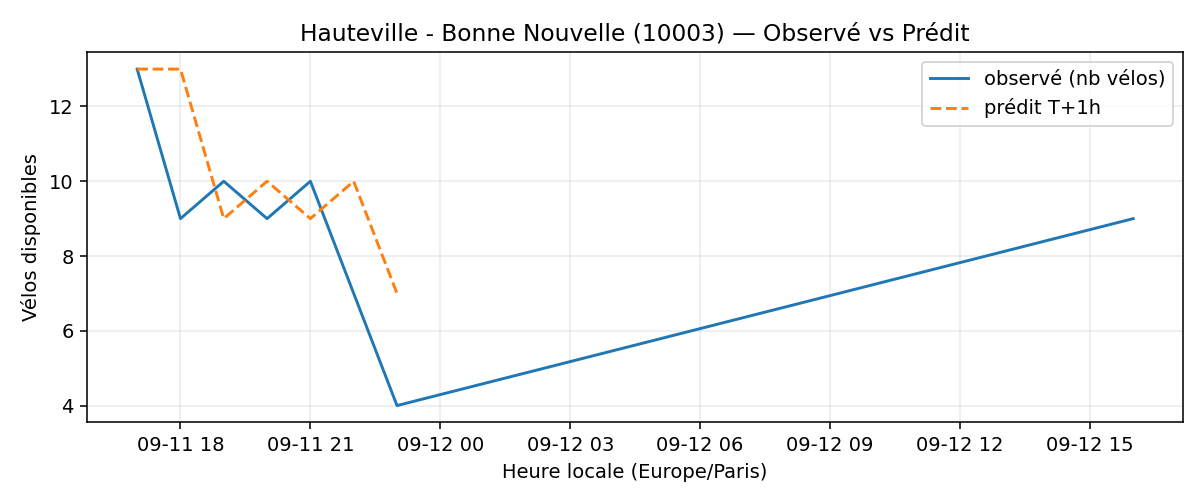 Hauteville - Bonne Nouvelle (10003) — Observé vs Prédit
observé (nb vélos)
prédit T+1h
Vélos disponibles
12
10
8
6
4
09-11 18
09-11 21
09-12 00
09-12 03
09-12 06
09-12 09
09-12 12
09-12 15
Heure locale (Europe/Paris)